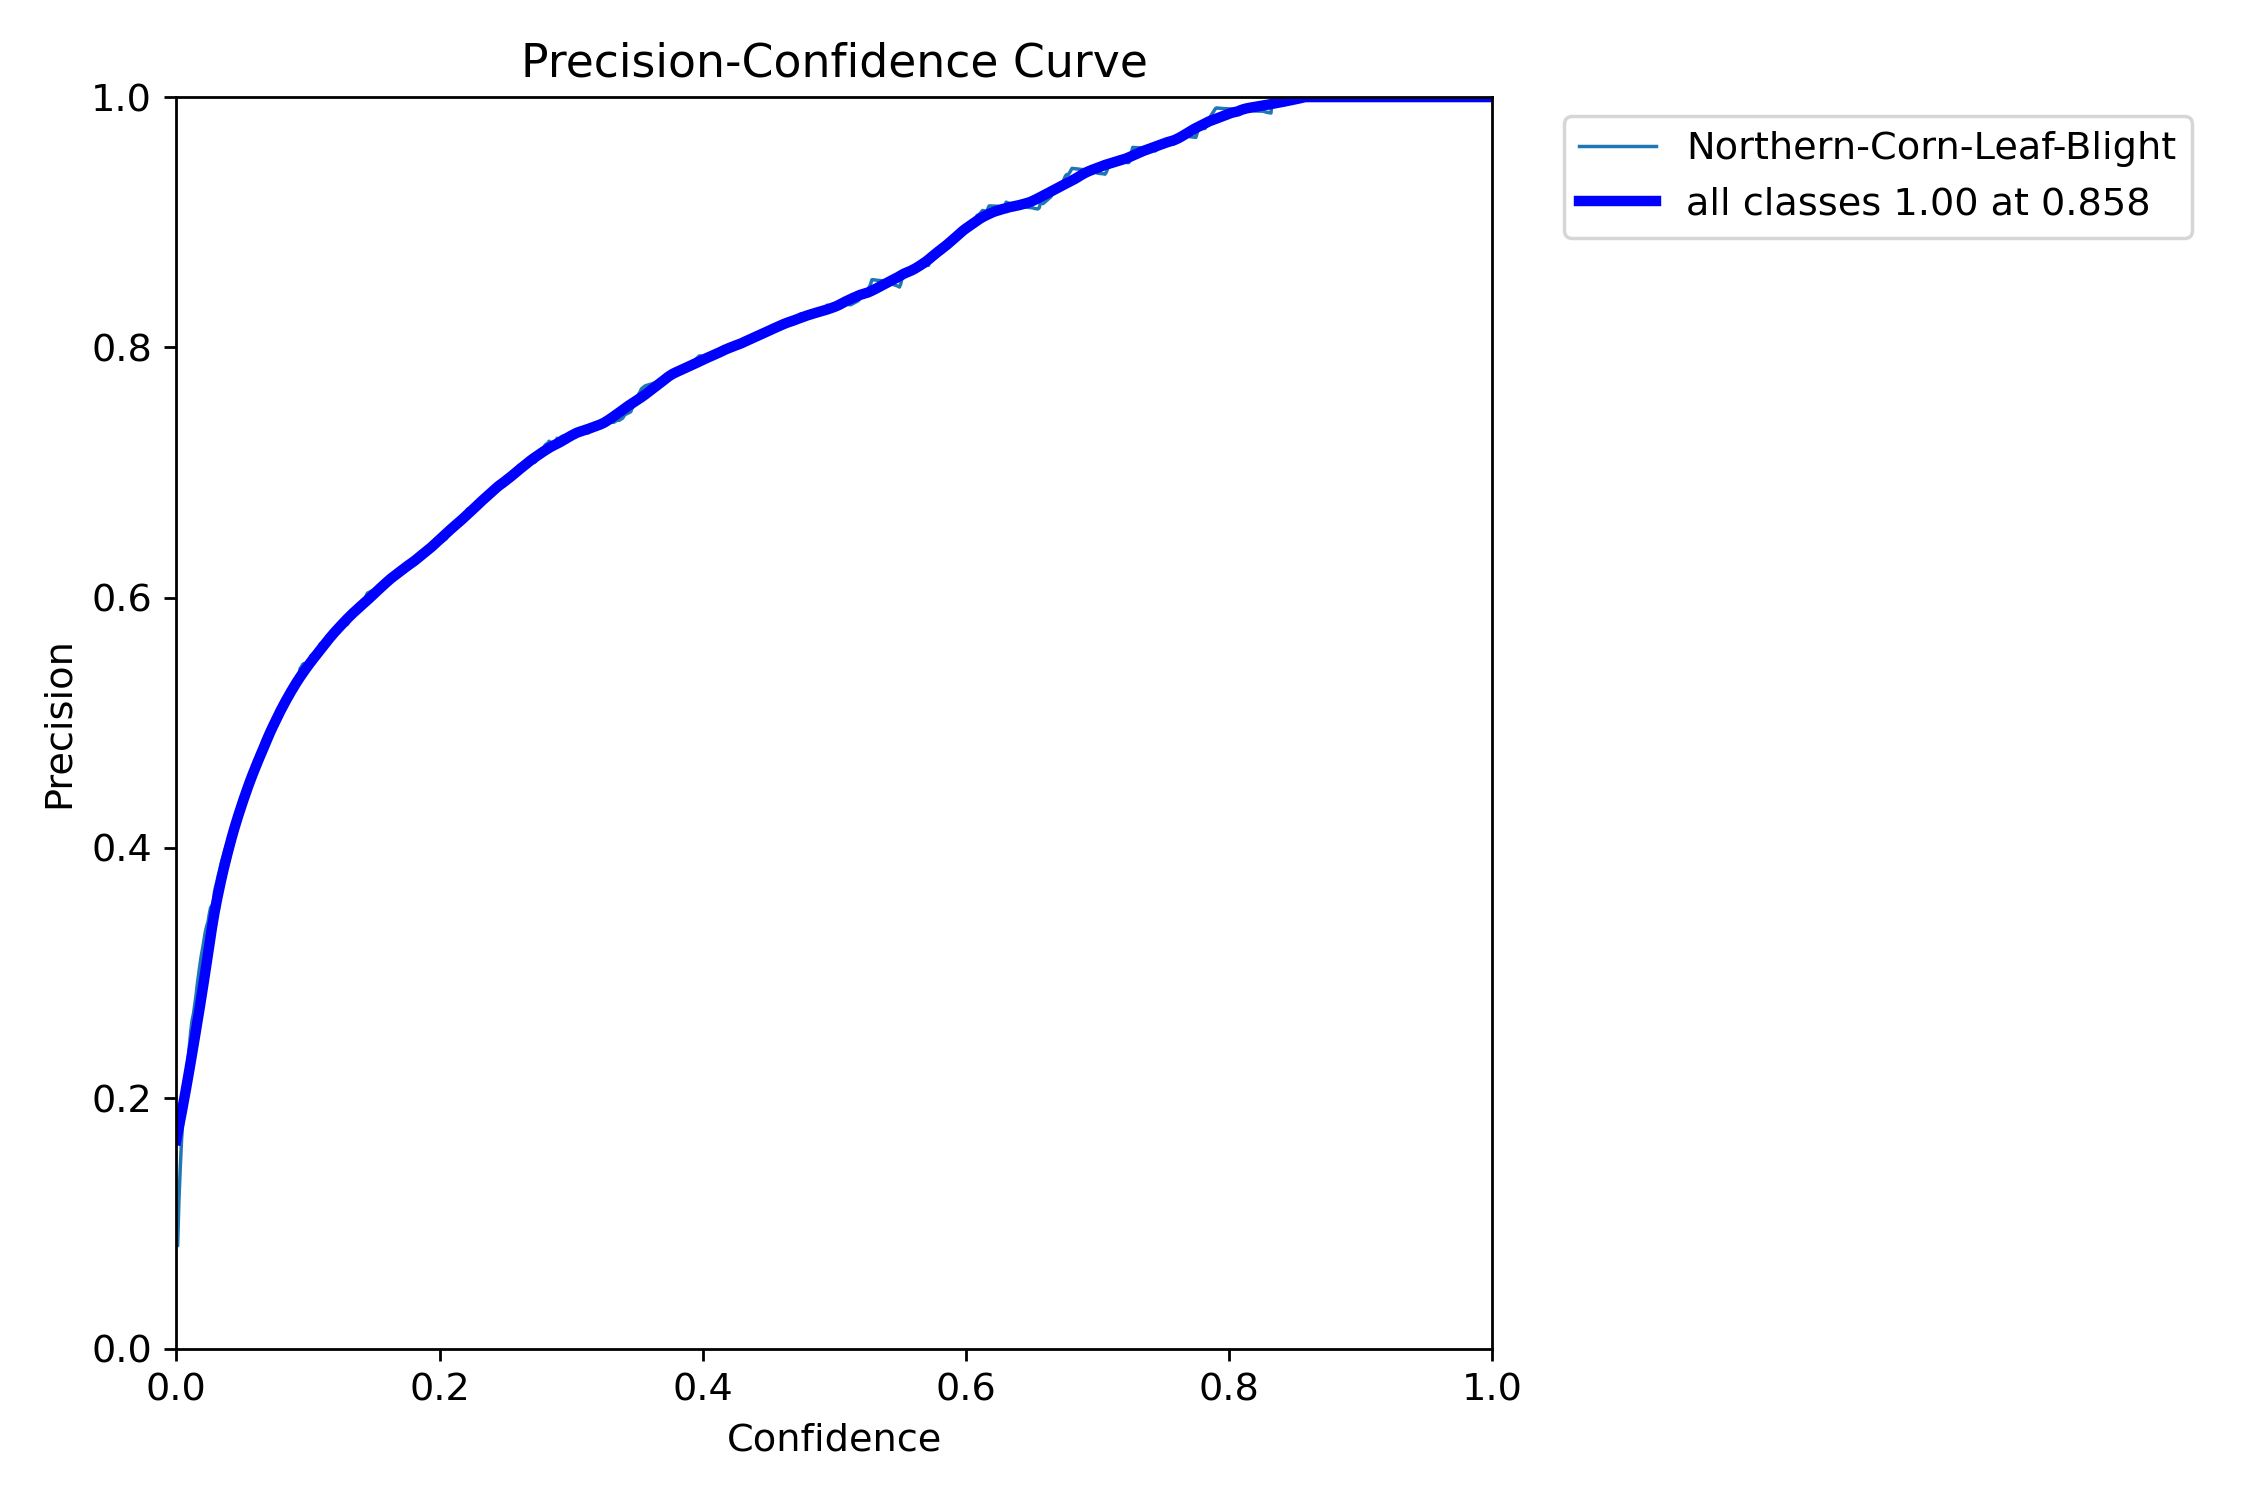 Precision-Confidence Curve
1.0
0.8
0.6
0.4
0.2
0.0
Precision
0.0 0.2 0.4 0.6 0.8 1.0
Confidence
Northern-Corn-Leaf-Blight
all classes 1.00 at 0.858